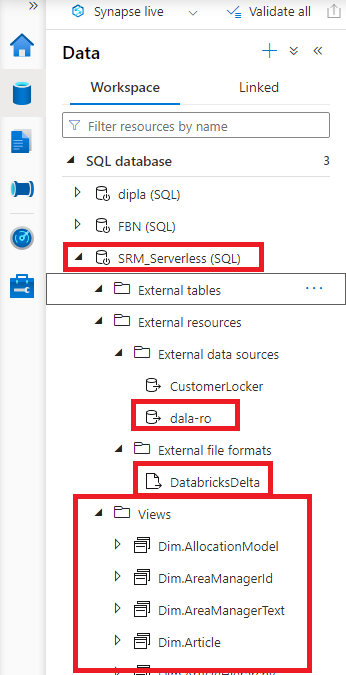 Synapse live
Validate all
Data
Workspace
Linked
Filter resources by name
SQL database
3
dipla (SQL)
FBN (SQL)
SRM_Serverless (SQL)
External tables
External resources
External data sources
CustomerLocker
dala-ro
External file formats
DatabricksDelta
Views
Dim.AllocationModel
Dim.AreaManagerId
Dim.AreaManagerText
Dim.Article